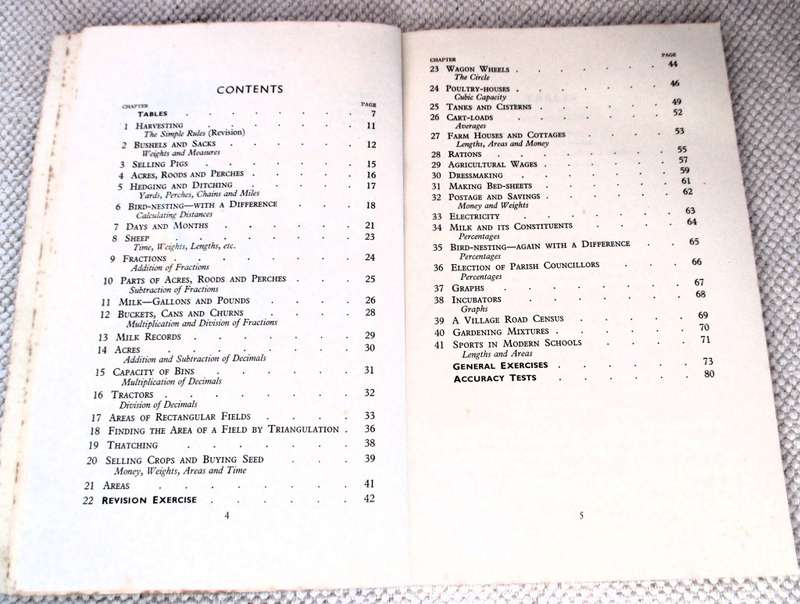 CONTENTS
CHAPTER PAGE
TABLES . . . . . . . 7
1 HARVESTING . . . . . . . 11
The Simple Rules (Revision)
2 BUSHELS AND SACKS . . . . . 12
Weights and Measures
3 SELLING PIGS . . . . . . 15
4 ACRES, ROODS AND PERCHES . . . . 16
5 HEDGING AND DITCHING . . . . . 17
Yards, Perches, Chains and Miles
6 BIRD-NESTING—WITH A DIFFERENCE . . . 18
Calculating Distances
7 DAYS AND MONTHS . . . . . 21
8 SHEEP . . . . . . . 23
Time, Weights, Lengths, etc.
9 FRACTIONS . . . . . . . 24
Addition of Fractions
10 PARTS OF ACRES, ROODS AND PERCHES . . . 25
Subtraction of Fractions
11 MILK—GALLONS AND POUNDS . . . . 26
12 BUCKETS, CANS AND CHURNS . . . . 28
Multiplication and Division of Fractions
13 MILK RECORDS . . . . . . 29
14 ACRES . . . . . . . 30
Addition and Subtraction of Decimals
15 CAPACITY OF BINS . . . . . 31
Multiplication of Decimals
16 TRACTORS . . . . . . . 32
Division of Decimals
17 AREAS OF RECTANGULAR FIELDS . . . . 33
18 FINDING THE AREA OF A FIELD BY TRIANGULATION . 36
19 THATCHING . . . . . . 38
20 SELLING CROPS AND BUYING SEED . . . 39
Money, Weights, Areas and Time
21 AREAS . . . . . . . 41
22 REVISION EXERCISE . . . . . . 42
4
CHAPTER PAGE
23 WAGON WHEELS . . . . . . 44
The Circle
24 POULTRY-HOUSES . . . . . . 46
Cubic Capacity
25 TANKS AND CISTERNS . . . . . 49
26 CART-LOADS . . . . . . 52
Averages
27 FARM HOUSES AND COTTAGES . . . . 53
Lengths, Areas and Money
28 RATIONS . . . . . . . 55
29 AGRICULTURAL WAGES . . . . . 57
30 DRESSMAKING . . . . . . 59
31 MAKING BED-SHEETS . . . . . 61
32 POSTAGE AND SAVINGS . . . . . 62
Money and Weights
33 ELECTRICITY . . . . . . 63
34 MILK AND ITS CONSTITUENTS . . . . 64
Percentages
35 BIRD-NESTING—AGAIN WITH A DIFFERENCE . . 65
Percentages
36 ELECTION OF PARISH COUNCILLORS . . . 66
Percentages
37 GRAPHS . . . . . . . 67
38 INCUBATORS . . . . . . 68
Graphs
39 A VILLAGE ROAD CENSUS . . . . 69
40 GARDENING MIXTURES . . . . . 70
41 SPORTS IN MODERN SCHOOLS . . . . 71
Lengths and Areas
GENERAL EXERCISES . . . . . 73
ACCURACY TESTS . . . . . 80
5